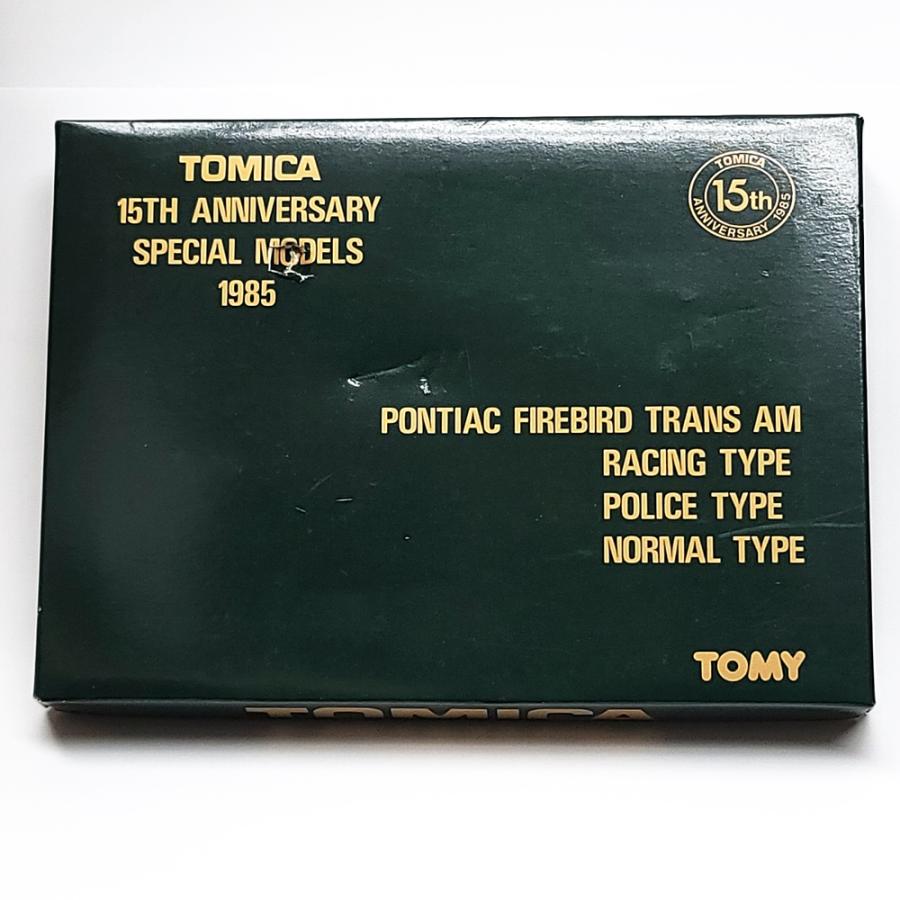 TOMICA
15TH ANNIVERSARY
SPECIAL MODELS
1985
TOMICA
15th
ANNIVERSARY 1985
PONTIAC FIREBIRD TRANS AM
RACING TYPE
POLICE TYPE
NORMAL TYPE
TOMY
TOMICA